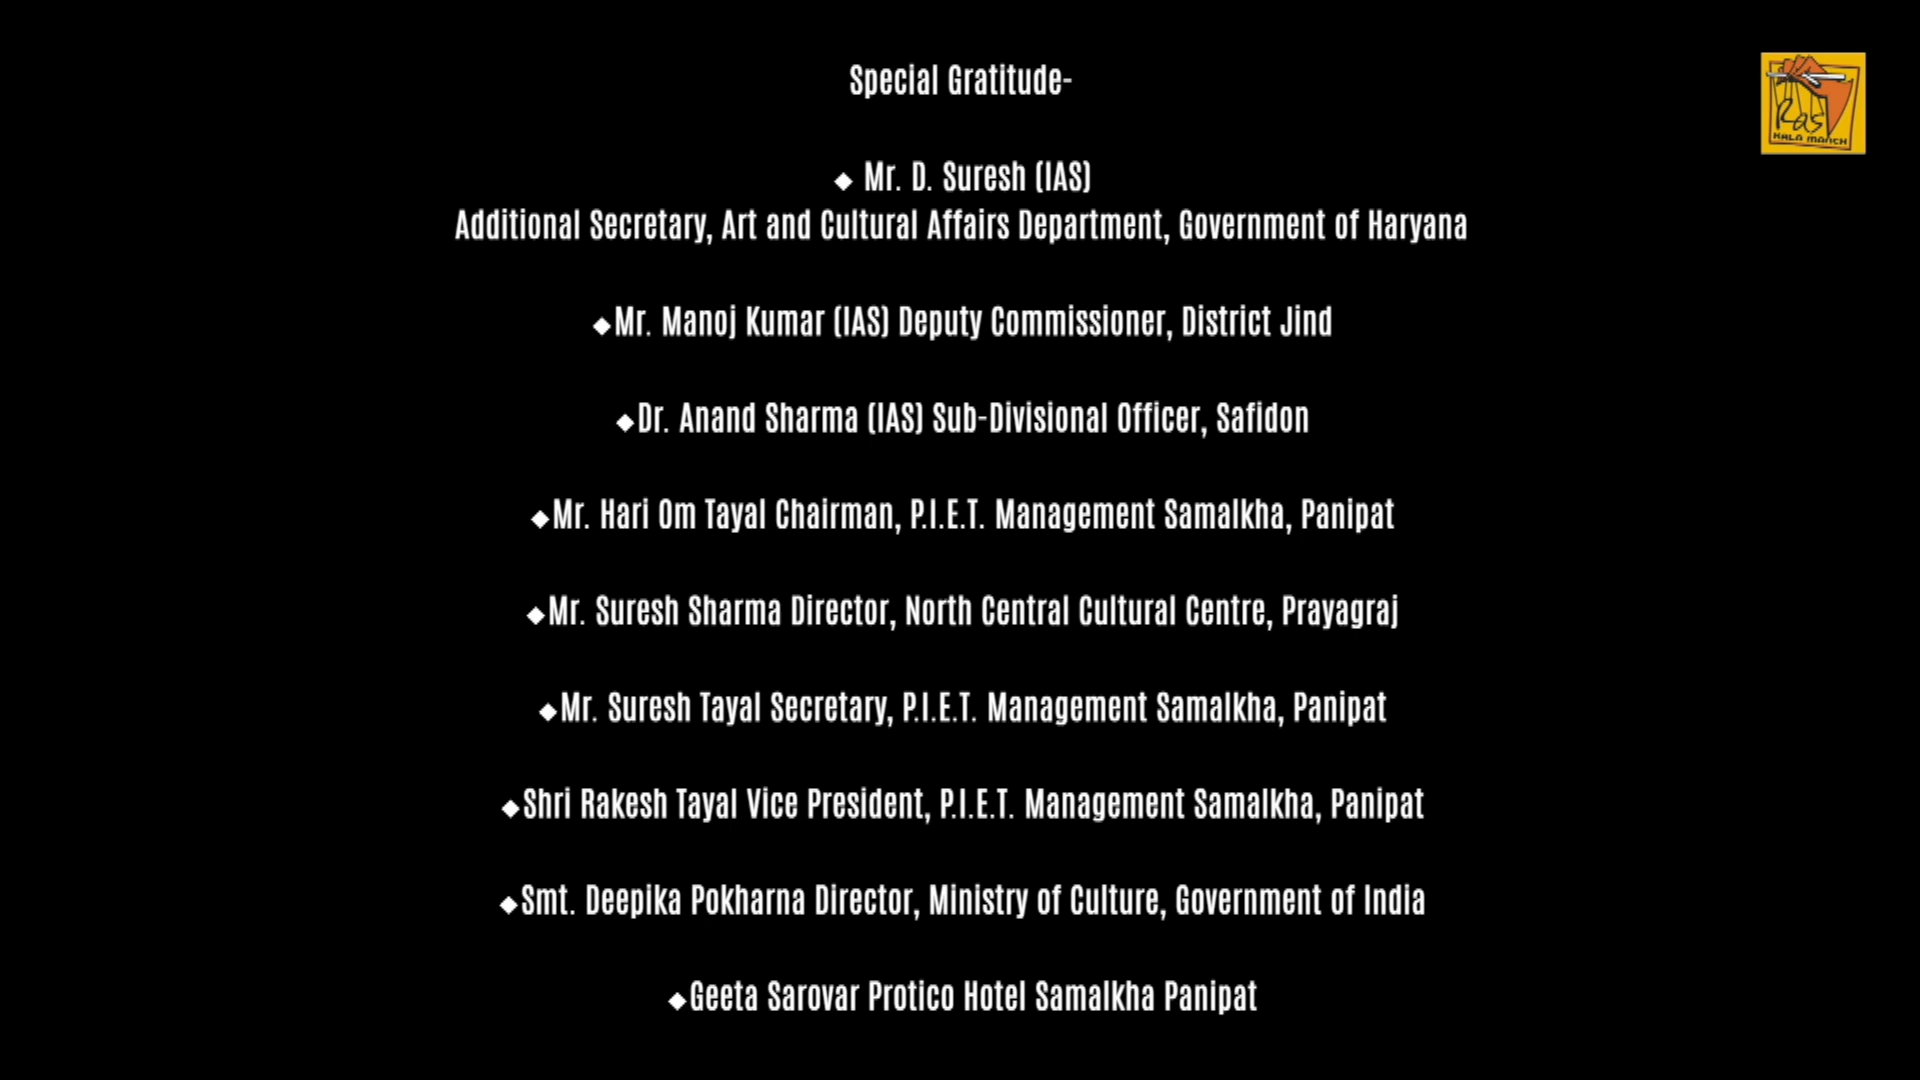 Special Gratitude-
Ras
KALA MANCH
◆ Mr. D. Suresh (IAS)
Additional Secretary, Art and Cultural Affairs Department, Government of Haryana
◆Mr. Manoj Kumar (IAS) Deputy Commissioner, District Jind
◆Dr. Anand Sharma (IAS) Sub-Divisional Officer, Safidon
◆Mr. Hari Om Tayal Chairman, P.I.E.T. Management Samalkha, Panipat
◆Mr. Suresh Sharma Director, North Central Cultural Centre, Prayagraj
◆Mr. Suresh Tayal Secretary, P.I.E.T. Management Samalkha, Panipat
◆Shri Rakesh Tayal Vice President, P.I.E.T. Management Samalkha, Panipat
◆Smt. Deepika Pokharna Director, Ministry of Culture, Government of India
◆Geeta Sarovar Protico Hotel Samalkha Panipat